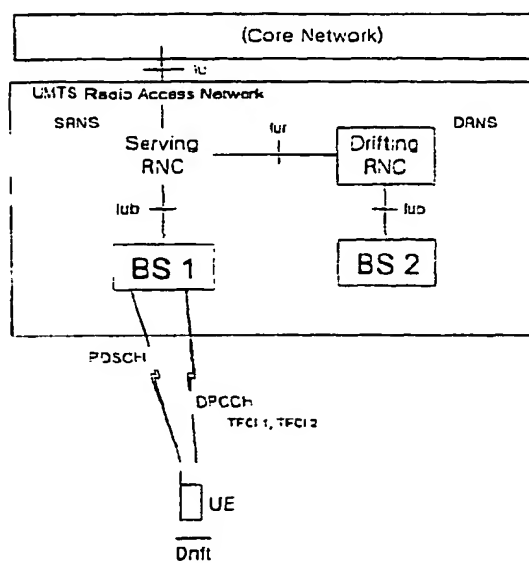 (Core Network)
Iu
UMTS Radio Access Network
SRNS
DRNS
Serving
RNC
Iur
Drifting
RNC
Iub
Iub
BS 1
BS 2
PDSCH
DPCCH
TFCI 1, TFCI 2
UE
Drift